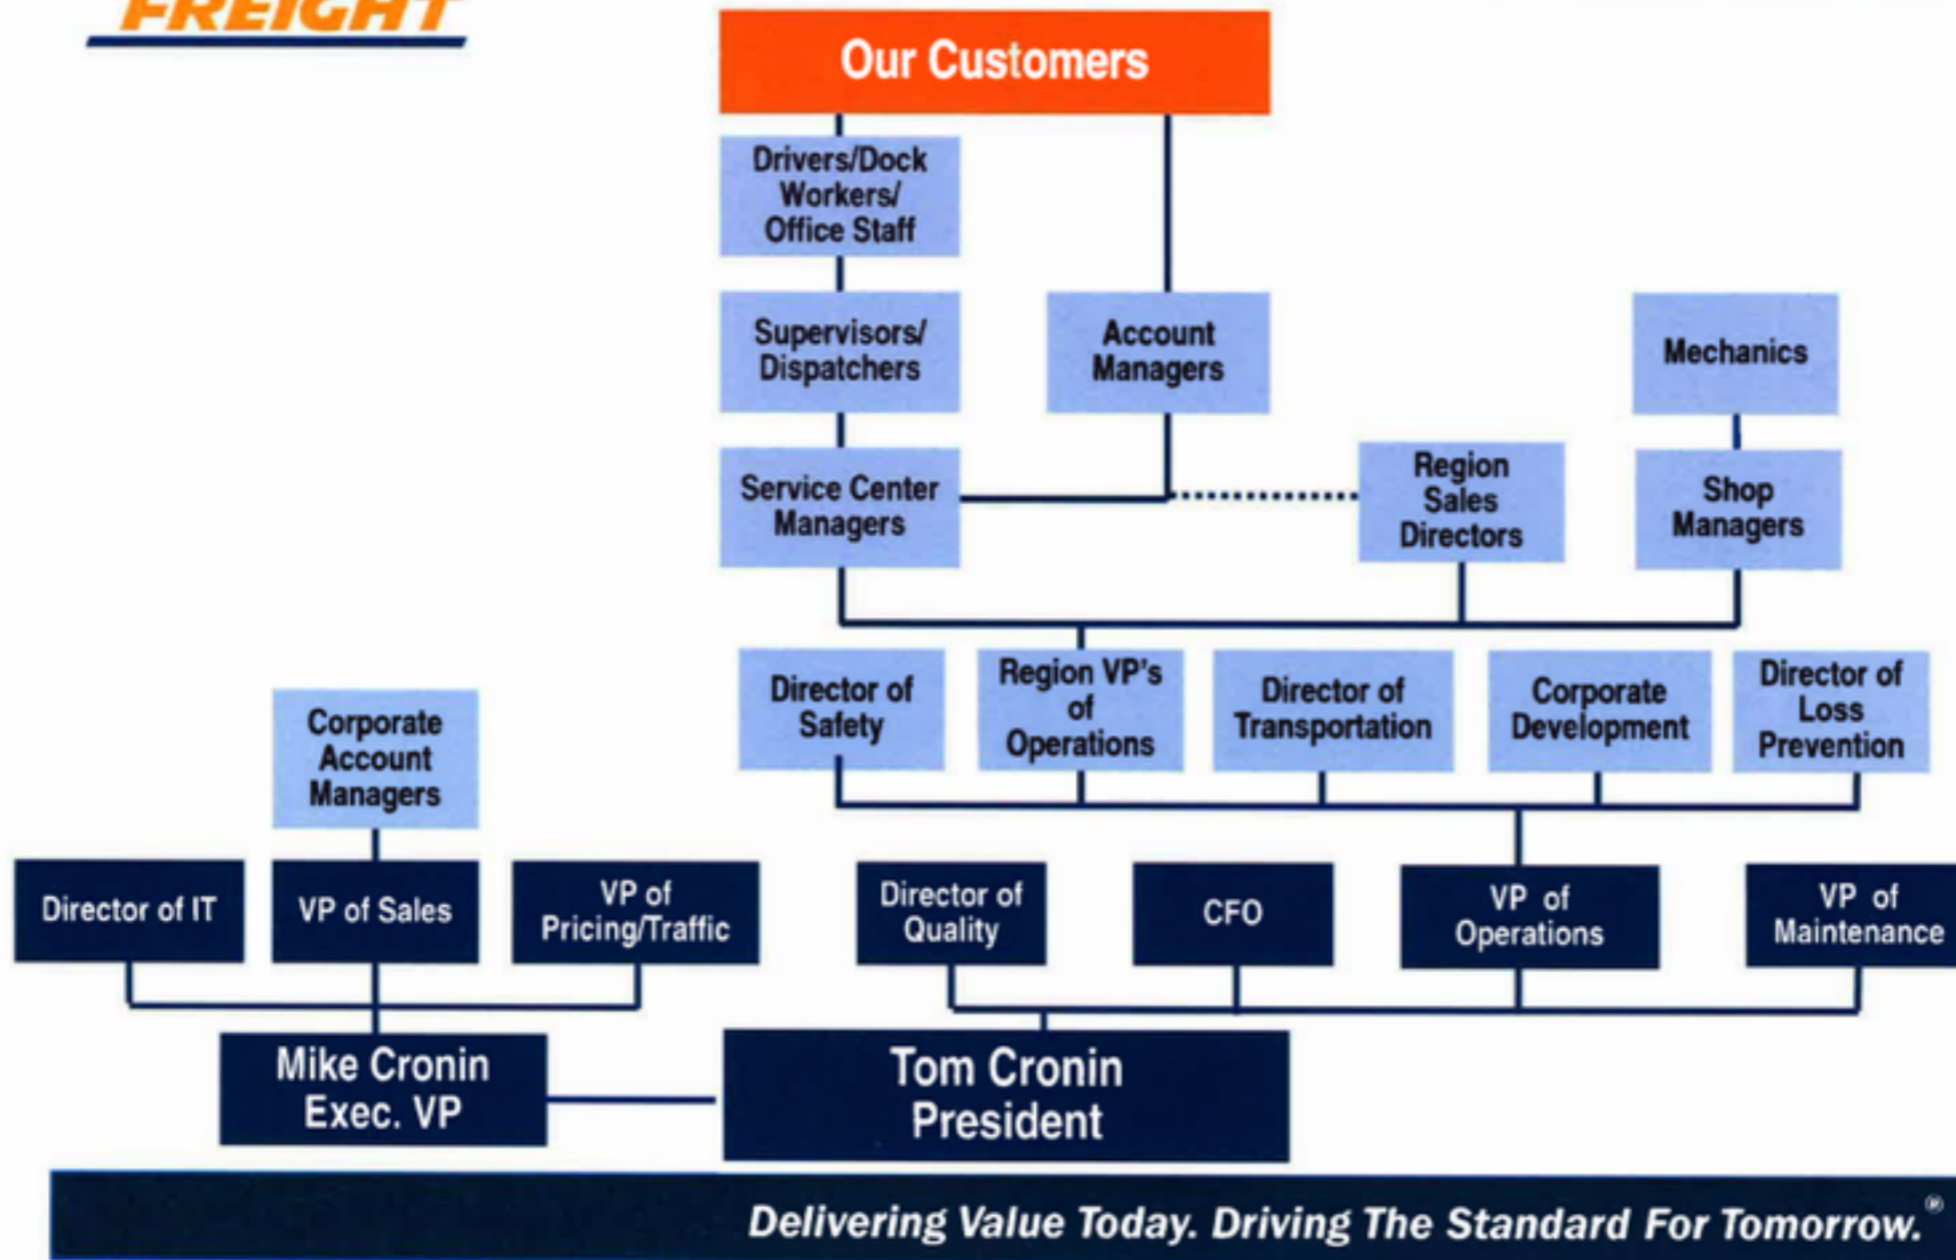 FREIGHT
Our Customers
Drivers/Dock
Workers/
Office Staff
Supervisors/
Dispatchers
Account
Managers
Mechanics
Service Center
Managers
Region
Sales
Directors
Shop
Managers
Director of
Safety
Region VP's
of
Operations
Director of
Transportation
Corporate
Development
Director of
Loss
Prevention
Corporate
Account
Managers
Director of IT
VP of Sales
VP of
Pricing/Traffic
Director of
Quality
CFO
VP of
Operations
VP of
Maintenance
Mike Cronin
Exec. VP
Tom Cronin
President
Delivering Value Today. Driving The Standard For Tomorrow.®